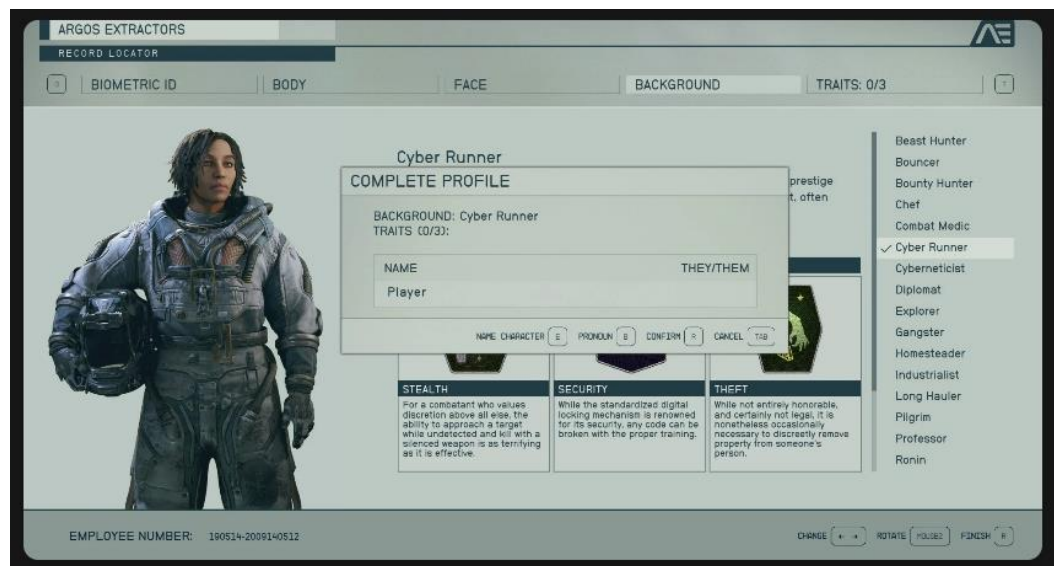 ARGOS EXTRACTORS
AE
RECORD LOCATOR
BIOMETRIC ID
BODY
FACE
BACKGROUND
TRAITS: 0/3
T
Cyber Runner
prestige
t, often
COMPLETE PROFILE
BACKGROUND: Cyber Runner
TRAITS (0/3):
NAME THEY/THEM
Player
NAME CHARACTER E PRONOUN B CONFIRM R CANCEL TAB
STEALTH
For a combatant who values
discretion above all else, the
ability to approach a target
while undetected and kill with a
silenced weapon is as terrifying
as it is effective.
SECURITY
While the standardized digital
locking mechanism is renowned
for its security, any code can be
broken with the proper training.
THEFT
While not entirely honorable,
and certainly not legal, it is
nonetheless occasionally
necessary to discreetly remove
property from someone's
person.
Beast Hunter
Bouncer
Bounty Hunter
Chef
Combat Medic
Cyber Runner
Cyberneticist
Diplomat
Explorer
Gangster
Homesteader
Industrialist
Long Hauler
Pilgrim
Professor
Ronin
EMPLOYEE NUMBER: 190514-2009140512
CHANGE ROTATE MOUSE2 FINISH R